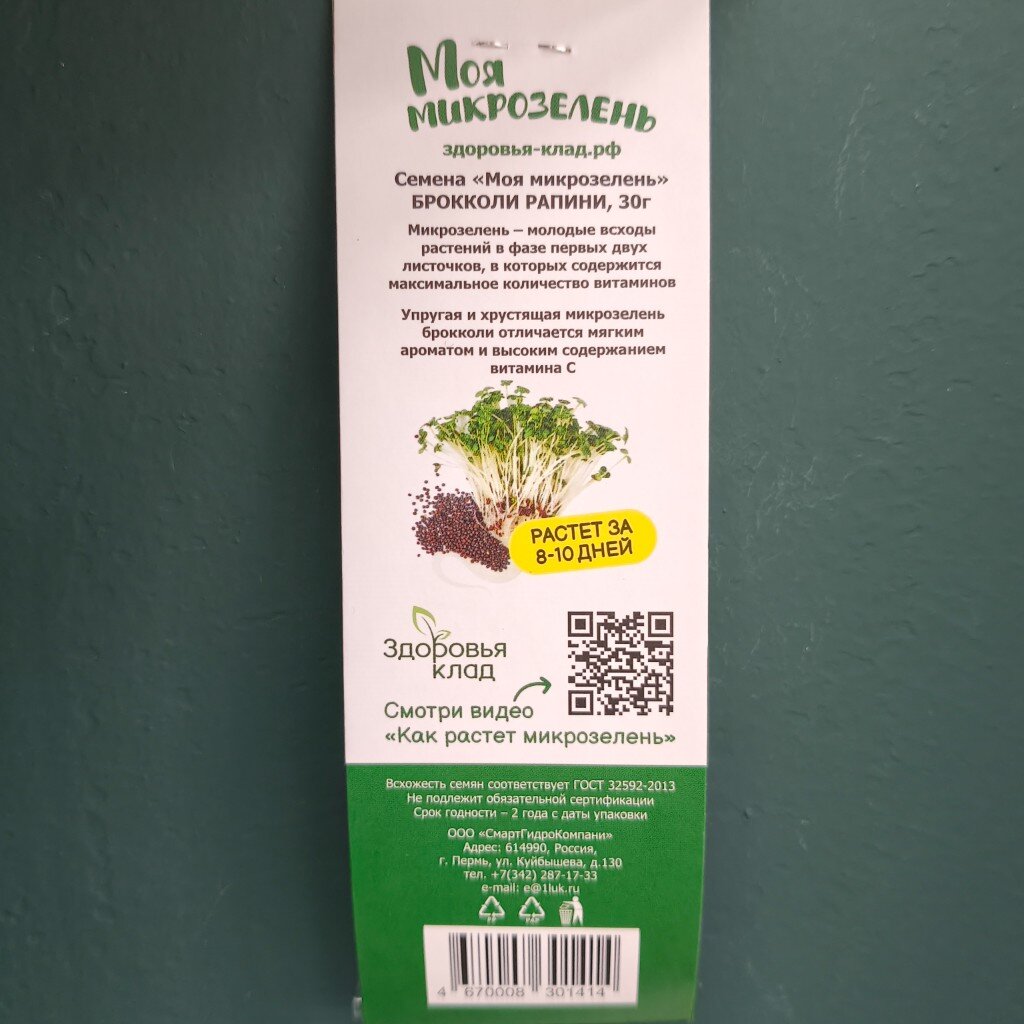 Моя
микрозелень
здоровья-клад.рф
Семена «Моя микрозелень»
БРОККОЛИ РАПИНИ, 30г
Микрозелень – молодые всходы
растений в фазе первых двух
листочков, в которых содержится
максимальное количество витаминов
Упругая и хрустящая микрозелень
брокколи отличается мягким
ароматом и высоким содержанием
витамина С
РАСТЕТ ЗА
8-10 ДНЕЙ
Здоровья
клад
Смотри видео
«Как растет микрозелень»
Всхожесть семян соответствует ГОСТ 32592-2013
Не подлежит обязательной сертификации
Срок годности – 2 года с даты упаковки
ООО «СмартГидроКомпани»
Адрес: 614990, Россия,
г. Пермь, ул. Куйбышева, д.130
тел. +7(342) 287-17-33
e-mail: e@1luk.ru
4 670008 301414